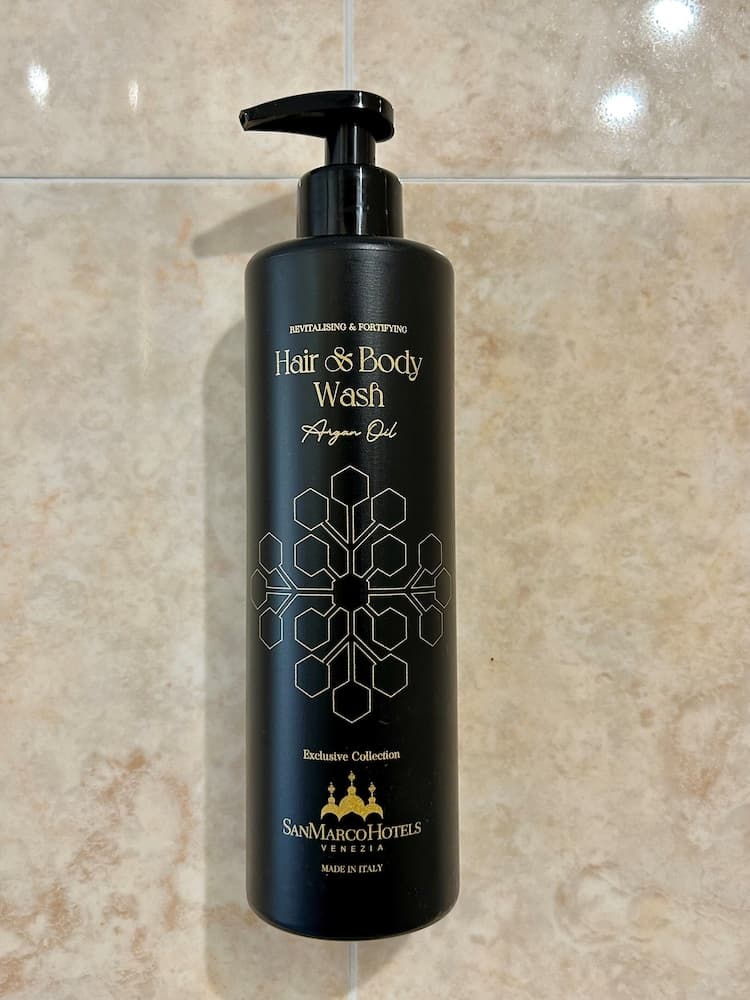 REVITALISING & FORTIFYING
Hair & Body
Wash
Argan Oil
Exclusive Collection
SANMARCOHOTELS
VENEZIA
MADE IN ITALY